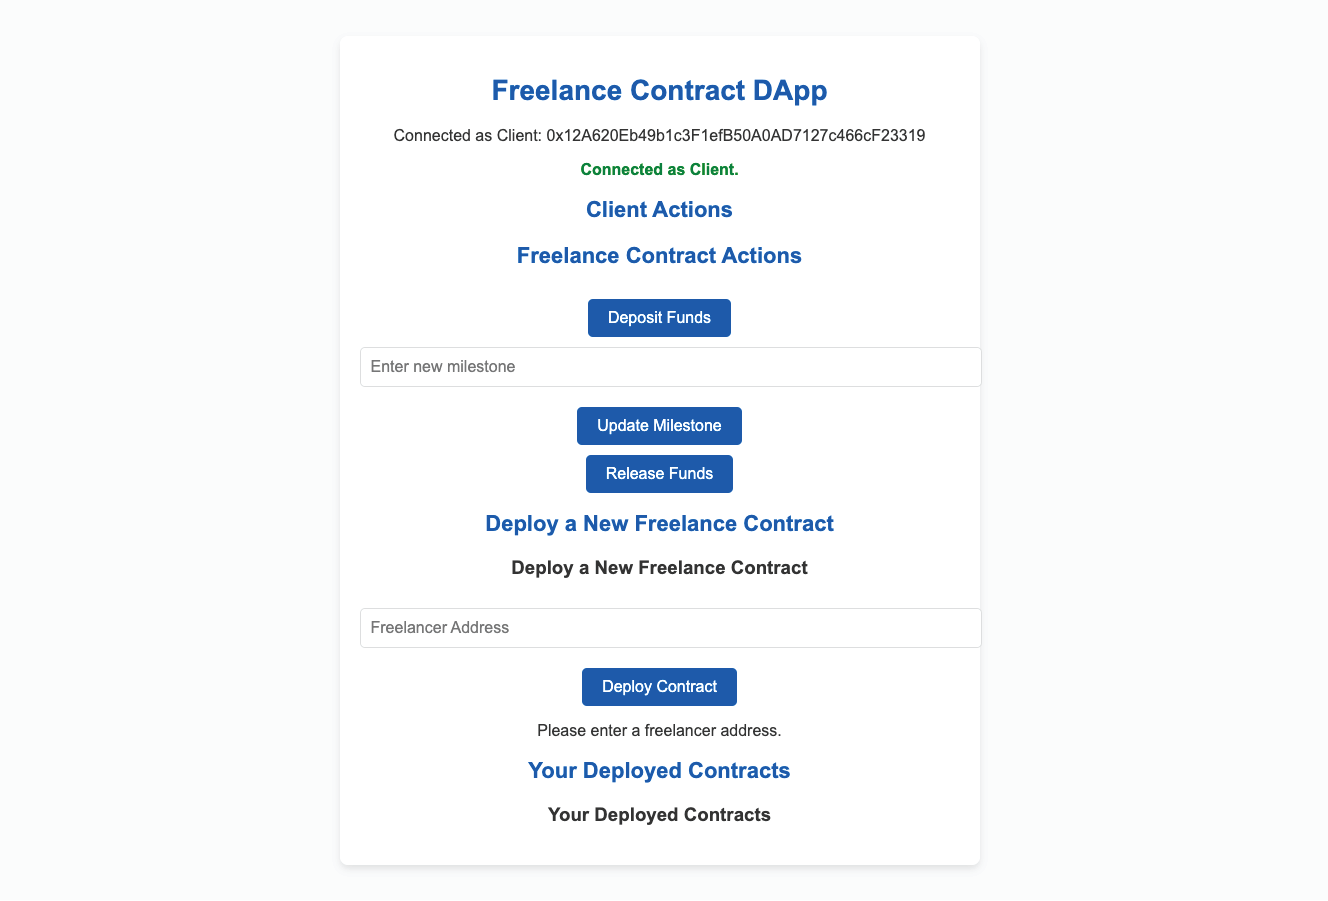 Freelance Contract DApp
Connected as Client: 0x12A620Eb49b1c3F1efB50A0AD7127c466cF23319
Connected as Client.
Client Actions
Freelance Contract Actions
Deposit Funds
Enter new milestone
Update Milestone
Release Funds
Deploy a New Freelance Contract
Deploy a New Freelance Contract
Freelancer Address
Deploy Contract
Please enter a freelancer address.
Your Deployed Contracts
Your Deployed Contracts